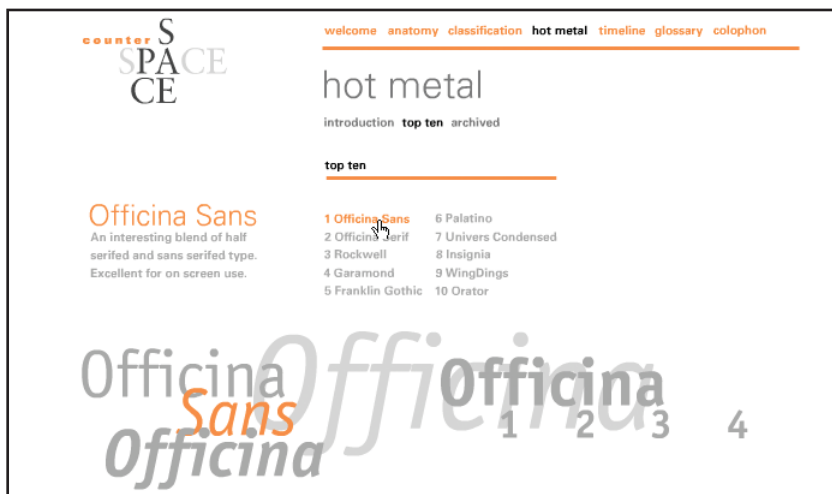 counter S
SPACE
CE
welcome anatomy classification hot metal timeline glossary colophon
hot metal
introduction top ten archived
top ten
Officina Sans
An interesting blend of half
serifed and sans serifed type.
Excellent for on screen use.
1 Officina Sans
2 Officina Serif
3 Rockwell
4 Garamond
5 Franklin Gothic
6 Palatino
7 Univers Condensed
8 Insignia
9 WingDings
10 Orator
Officina
Sans
Officina
Officina
Officina
1 2 3 4